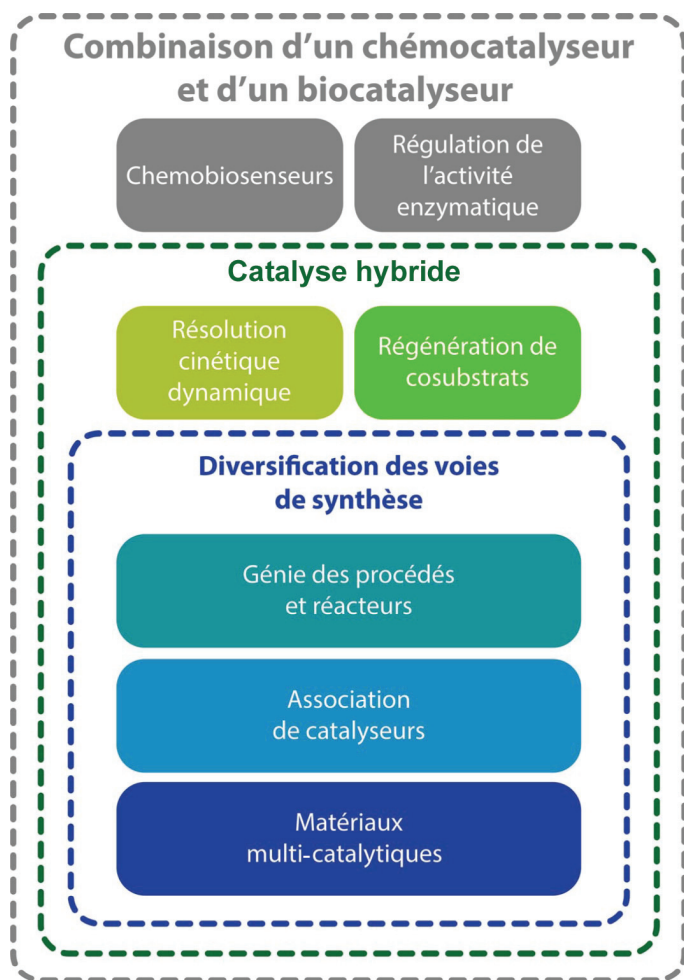 Combinaison d'un chémocatalyseur
et d'un biocatalyseur
Chemobiosenseurs
Régulation de
l'activité
enzymatique
Catalyse hybride
Résolution
cinétique
dynamique
Régénération de
cosubstrats
Diversification des voies
de synthèse
Génie des procédés
et réacteurs
Association
de catalyseurs
Matériaux
multi-catalytiques